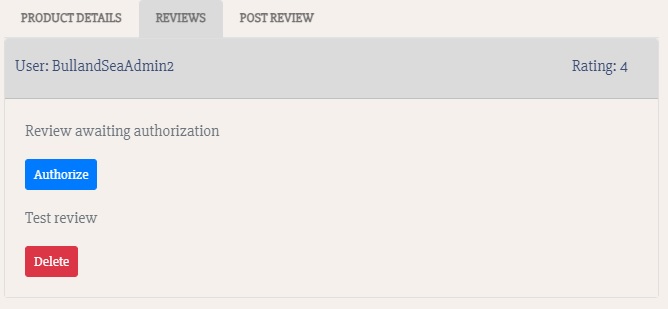 PRODUCT DETAILS REVIEWS POST REVIEW
User: BullandSeaAdmin2 Rating: 4
Review awaiting authorization
Authorize
Test review
Delete